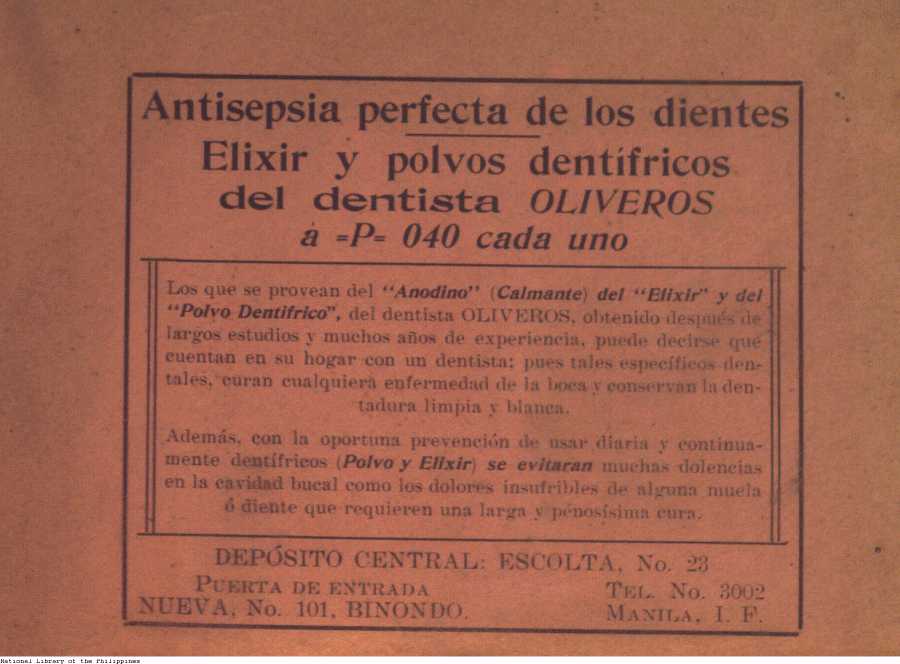 Antisepsia perfecta de los dientes
Elixir y polvos dentífricos
del dentista OLIVEROS
á =P= 040 cada uno
Los que se provean del "Anodino" (Calmante) del "Elixir" y del
"Polvo Dentifrico", del dentista OLIVEROS, obtenido después de
largos estudios y muchos años de experiencia, puede decirse que
cuentan en su hogar con un dentista; pues tales específicos den-
tales, curan cualquiera enfermedad de la boca y conservan la den-
tadura limpia y blanca.
Además, con la oportuna prevención de usar diaria y continua-
mente dentífricos (Polvo y Elixir) se evitaran muchas dolencias
en la cavidad bucal como los dolores insufribles de alguna muela
ó diente que requieren una larga y penosísima cura.
DEPÓSITO CENTRAL: ESCOLTA, No. 23
PUERTA DE ENTRADA TEL. No. 3002
NUEVA, No. 101, BINONDO. MANILA, I. F.
National Library of the Philippines